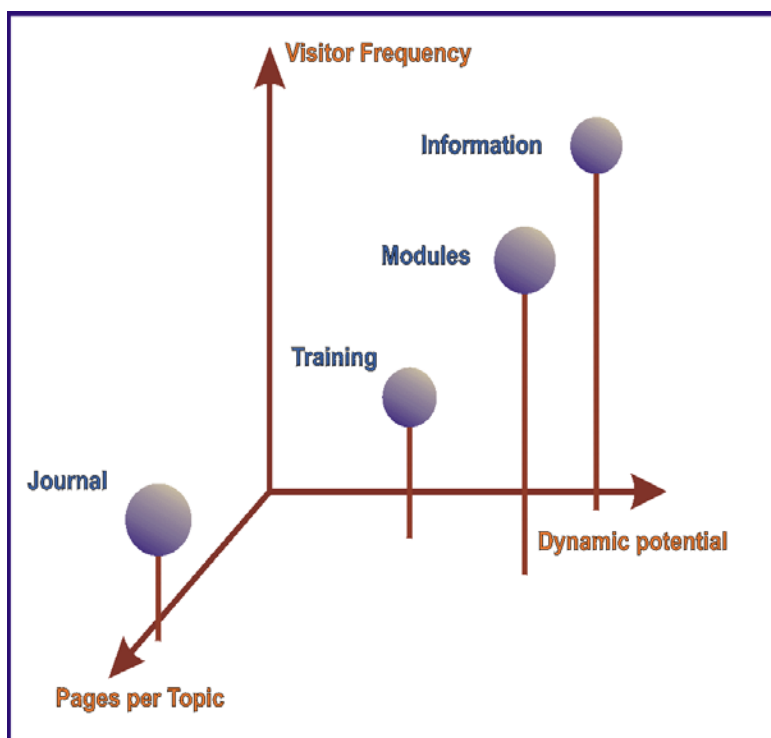 Visitor Frequency
Information
Modules
Training
Journal
Dynamic potential
Pages per Topic